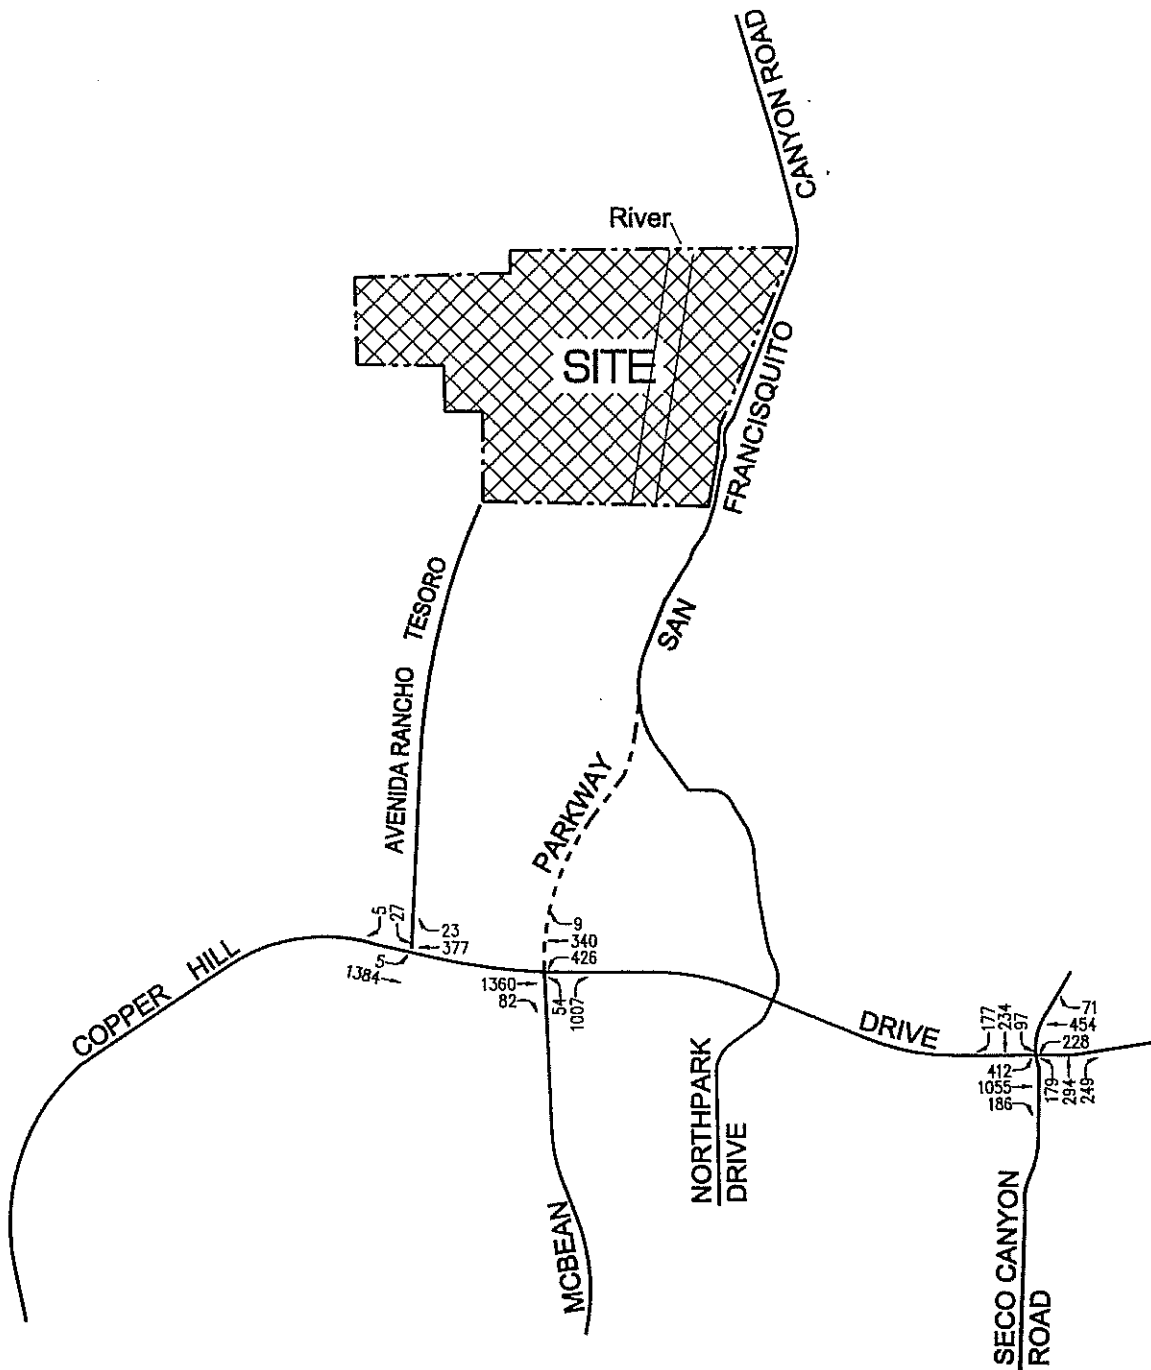 CANYON ROAD
River
SITE
FRANCISQUITO
SAN
AVENIDA RANCHO TESORO
PARKWAY
5
27
23
377
5
1384
9
340
426
1360
82
54
1007
COPPER HILL
DRIVE
177
234
97
71
454
228
412
1055
186
179
294
249
NORTHPARK
DRIVE
MCBEAN
SECO CANYON
ROAD